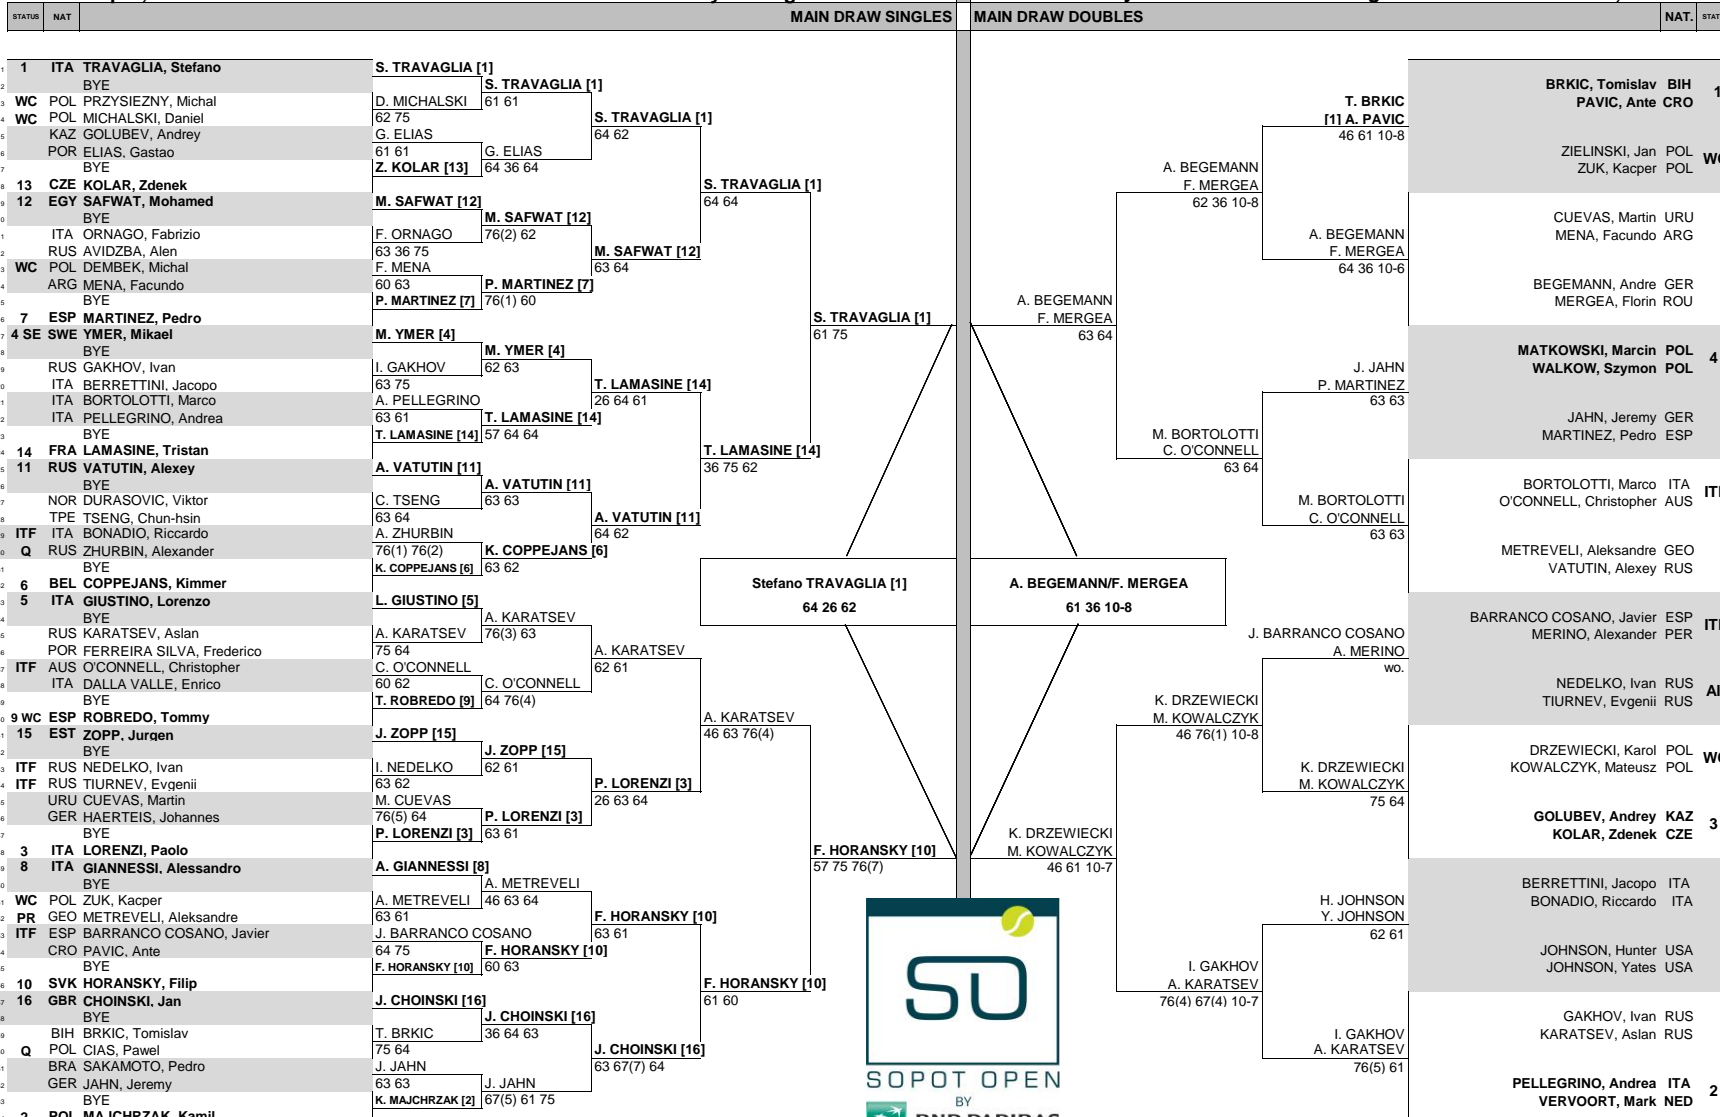 STATUS NAT MAIN DRAW SINGLES MAIN DRAW DOUBLES NAT.
1 ITA TRAVAGLIA, Stefano
BYE
WC POL PRZYSIEZNY, Michal
WC POL MICHALSKI, Daniel
KAZ GOLUBEV, Andrey
POR ELIAS, Gastao
BYE
13 CZE KOLAR, Zdenek
12 EGY SAFWAT, Mohamed
BYE
ITA ORNAGO, Fabrizio
RUS AVIDZBA, Alen
WC POL DEMBEK, Michal
ARG MENA, Facundo
BYE
7 ESP MARTINEZ, Pedro
4 SE SWE YMER, Mikael
BYE
RUS GAKHOV, Ivan
ITA BERRETTINI, Jacopo
ITA BORTOLOTTI, Marco
ITA PELLEGRINO, Andrea
BYE
14 FRA LAMASINE, Tristan
11 RUS VATUTIN, Alexey
BYE
NOR DURASOVIC, Viktor
TPE TSENG, Chun-hsin
ITF ITA BONADIO, Riccardo
Q RUS ZHURBIN, Alexander
BYE
6 BEL COPPEJANS, Kimmer
5 ITA GIUSTINO, Lorenzo
BYE
RUS KARATSEV, Aslan
POR FERREIRA SILVA, Frederico
ITF AUS O'CONNELL, Christopher
ITA DALLA VALLE, Enrico
BYE
9 WC ESP ROBREDO, Tommy
15 EST ZOPP, Jurgen
BYE
ITF RUS NEDELKO, Ivan
ITF RUS TIURNEV, Evgenii
URU CUEVAS, Martin
GER HAERTEIS, Johannes
BYE
3 ITA LORENZI, Paolo
8 ITA GIANNESSI, Alessandro
BYE
WC POL ZUK, Kacper
PR GEO METREVELI, Aleksandre
ITF ESP BARRANCO COSANO, Javier
CRO PAVIC, Ante
BYE
10 SVK HORANSKY, Filip
16 GBR CHOINSKI, Jan
BYE
BIH BRKIC, Tomislav
Q POL CIAS, Pawel
BRA SAKAMOTO, Pedro
GER JAHN, Jeremy
BYE
2 POL MAJCHRZAK, Kamil
S. TRAVAGLIA [1]
D. MICHALSKI
62 75
G. ELIAS
61 61
Z. KOLAR [13]
M. SAFWAT [12]
F. ORNAGO
63 36 75
F. MENA
60 63
P. MARTINEZ [7]
M. YMER [4]
I. GAKHOV
63 75
A. PELLEGRINO
63 61
T. LAMASINE [14]
A. VATUTIN [11]
C. TSENG
63 64
A. ZHURBIN
76(1) 76(2)
K. COPPEJANS [6]
L. GIUSTINO [5]
A. KARATSEV
75 64
C. O'CONNELL
60 62
T. ROBREDO [9]
J. ZOPP [15]
I. NEDELKO
63 62
M. CUEVAS
76(5) 64
P. LORENZI [3]
A. GIANNESSI [8]
A. METREVELI
63 61
J. BARRANCO COSANO
64 75
F. HORANSKY [10]
J. CHOINSKI [16]
T. BRKIC
75 64
J. JAHN
63 63
K. MAJCHRZAK [2]
S. TRAVAGLIA [1]
61 61
G. ELIAS
64 36 64
M. SAFWAT [12]
76(2) 62
P. MARTINEZ [7]
76(1) 60
M. YMER [4]
62 63
T. LAMASINE [14]
57 64 64
A. VATUTIN [11]
63 63
K. COPPEJANS [6]
63 62
A. KARATSEV
76(3) 63
C. O'CONNELL
64 76(4)
J. ZOPP [15]
62 61
P. LORENZI [3]
63 61
A. METREVELI
46 63 64
F. HORANSKY [10]
60 63
J. CHOINSKI [16]
36 64 63
J. JAHN
67(5) 61 75
S. TRAVAGLIA [1]
64 62
M. SAFWAT [12]
63 64
T. LAMASINE [14]
26 64 61
A. VATUTIN [11]
64 62
A. KARATSEV
62 61
P. LORENZI [3]
26 63 64
F. HORANSKY [10]
63 61
J. CHOINSKI [16]
63 67(7) 64
S. TRAVAGLIA [1]
64 64
T. LAMASINE [14]
36 75 62
A. KARATSEV
46 63 76(4)
F. HORANSKY [10]
61 60
S. TRAVAGLIA [1]
61 75
F. HORANSKY [10]
57 75 76(7)
Stefano TRAVAGLIA [1]
64 26 62
A. BEGEMANN/F. MERGEA
61 36 10-8
A. BEGEMANN
F. MERGEA
63 64
K. DRZEWIECKI
M. KOWALCZYK
46 61 10-7
A. BEGEMANN
F. MERGEA
62 36 10-8
M. BORTOLOTTI
C. O'CONNELL
63 64
K. DRZEWIECKI
M. KOWALCZYK
46 76(1) 10-8
I. GAKHOV
A. KARATSEV
76(4) 67(4) 10-7
T. BRKIC
[1] A. PAVIC
46 61 10-8
A. BEGEMANN
F. MERGEA
64 36 10-6
J. JAHN
P. MARTINEZ
63 63
M. BORTOLOTTI
C. O'CONNELL
63 63
J. BARRANCO COSANO
A. MERINO
wo.
K. DRZEWIECKI
M. KOWALCZYK
75 64
H. JOHNSON
Y. JOHNSON
62 61
I. GAKHOV
A. KARATSEV
76(5) 61
BRKIC, Tomislav BIH
PAVIC, Ante CRO
ZIELINSKI, Jan POL
ZUK, Kacper POL
CUEVAS, Martin URU
MENA, Facundo ARG
BEGEMANN, Andre GER
MERGEA, Florin ROU
MATKOWSKI, Marcin POL 4
WALKOW, Szymon POL
JAHN, Jeremy GER
MARTINEZ, Pedro ESP
BORTOLOTTI, Marco ITA
O'CONNELL, Christopher AUS
METREVELI, Aleksandre GEO
VATUTIN, Alexey RUS
BARRANCO COSANO, Javier ESP
MERINO, Alexander PER
NEDELKO, Ivan RUS
TIURNEV, Evgenii RUS
DRZEWIECKI, Karol POL
KOWALCZYK, Mateusz POL
GOLUBEV, Andrey KAZ 3
KOLAR, Zdenek CZE
BERRETTINI, Jacopo ITA
BONADIO, Riccardo ITA
JOHNSON, Hunter USA
JOHNSON, Yates USA
GAKHOV, Ivan RUS
KARATSEV, Aslan RUS
PELLEGRINO, Andrea ITA 2
VERVOORT, Mark NED
SO
SOPOT OPEN
BY
BNP PARIBAS